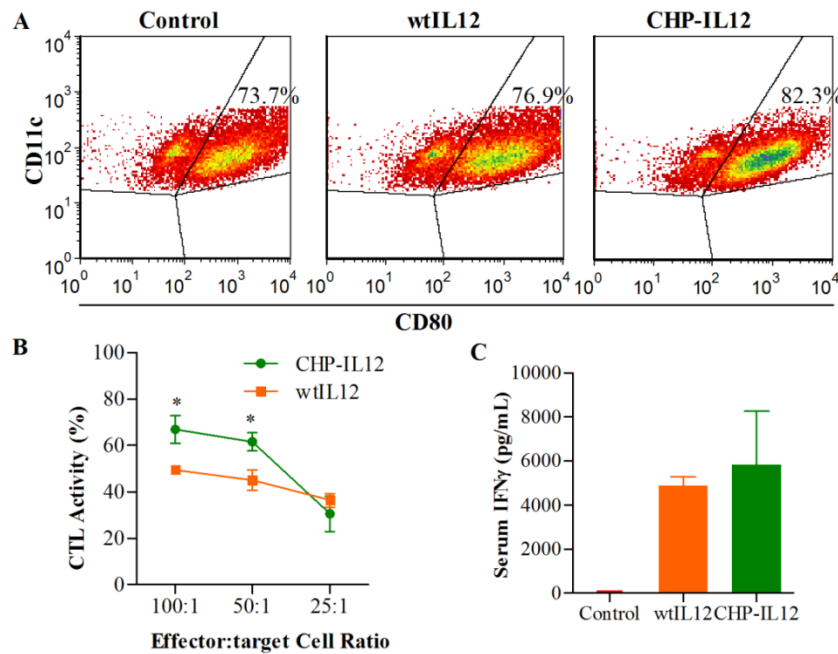 A
Control
wtIL12
CHP-IL12
CD11c
10⁴
10³
10²
10¹
10⁰
73.7%
76.9%
82.3%
10⁰ 10¹ 10² 10³ 10⁴
10⁰ 10¹ 10² 10³ 10⁴
10⁰ 10¹ 10² 10³ 10⁴
CD80
B
CTL Activity (%)
100
80
60
40
20
0
CHP-IL12
wtIL12
* *
100:1 50:1 25:1
Effector:target Cell Ratio
C
Serum IFNγ (pg/mL)
10000
8000
6000
4000
2000
0
Control wtIL12 CHP-IL12